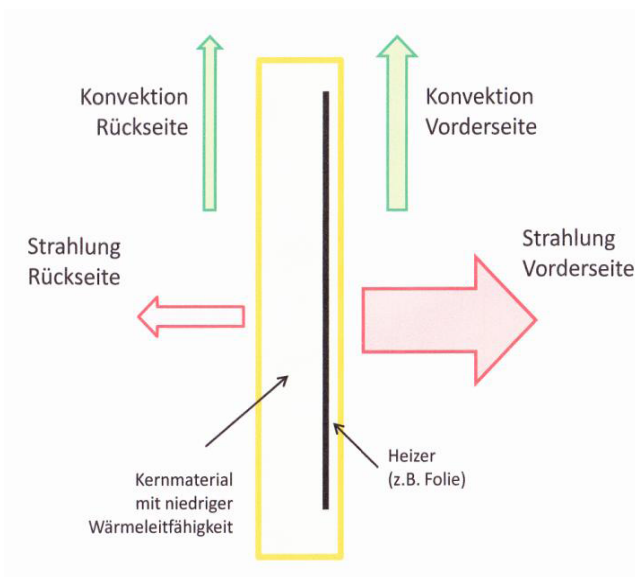 Konvektion
Rückseite
Konvektion
Vorderseite
Strahlung
Rückseite
Strahlung
Vorderseite
Kernmaterial
mit niedriger
Wärmeleitfähigkeit
Heizer
(z.B. Folie)